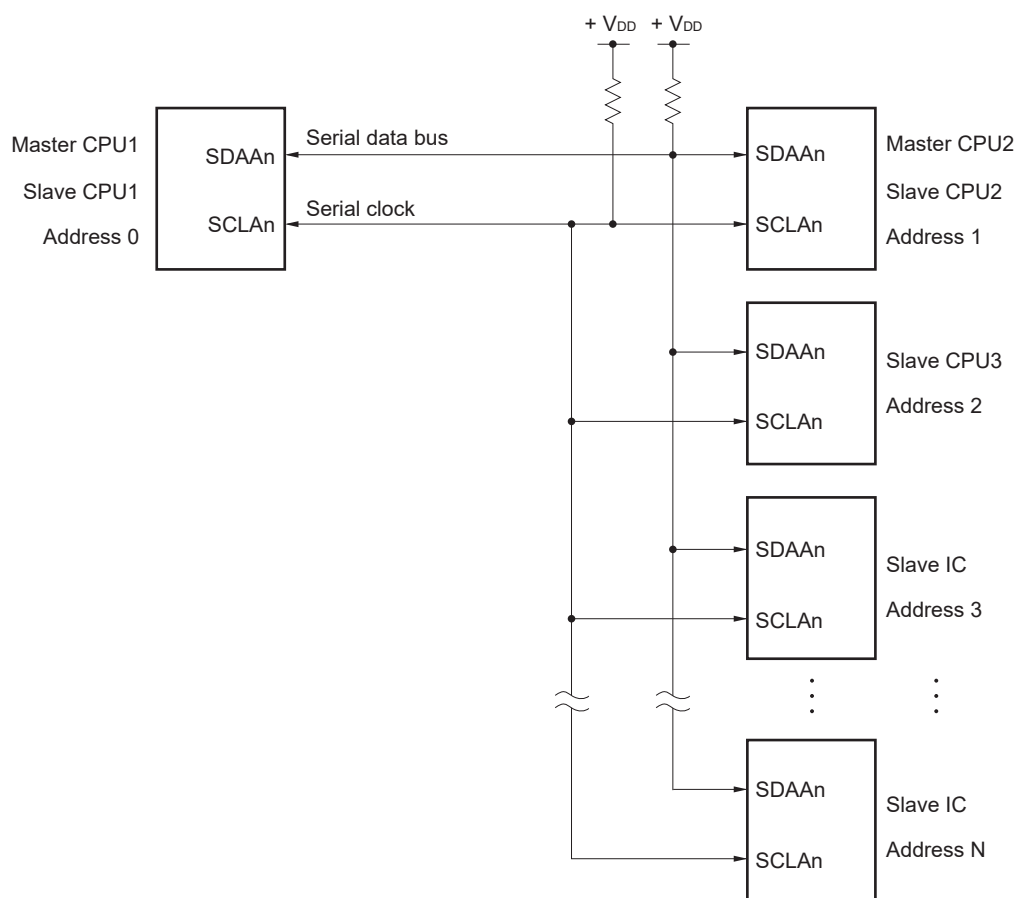 + VDD + VDD
Master CPU1
Slave CPU1
Address 0
SDAAn
SCLAn
Serial data bus
Serial clock
SDAAn
SCLAn
Master CPU2
Slave CPU2
Address 1
SDAAn
SCLAn
Slave CPU3
Address 2
SDAAn
SCLAn
Slave IC
Address 3
SDAAn
SCLAn
Slave IC
Address N